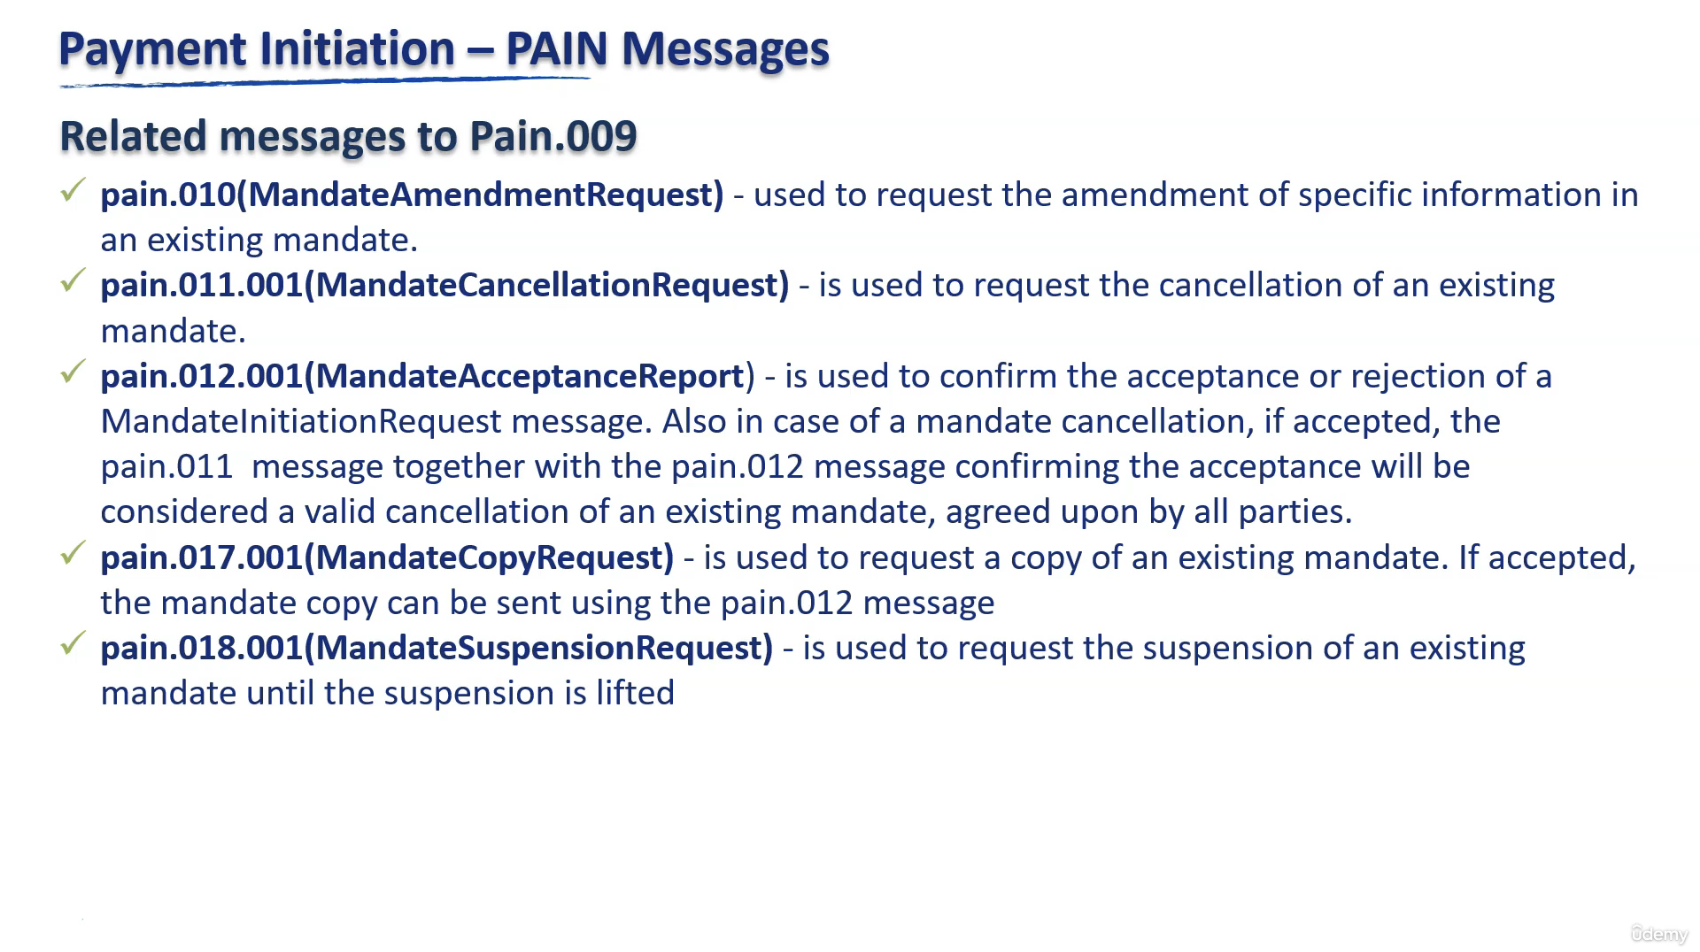 Payment Initiation – PAIN Messages
Related messages to Pain.009
✓ pain.010(MandateAmendmentRequest) - used to request the amendment of specific information in
an existing mandate.
✓ pain.011.001(MandateCancellationRequest) - is used to request the cancellation of an existing
mandate.
✓ pain.012.001(MandateAcceptanceReport) - is used to confirm the acceptance or rejection of a
MandateInitiationRequest message. Also in case of a mandate cancellation, if accepted, the
pain.011  message together with the pain.012 message confirming the acceptance will be
considered a valid cancellation of an existing mandate, agreed upon by all parties.
✓ pain.017.001(MandateCopyRequest) - is used to request a copy of an existing mandate. If accepted,
the mandate copy can be sent using the pain.012 message
✓ pain.018.001(MandateSuspensionRequest) - is used to request the suspension of an existing
mandate until the suspension is lifted
ûdemy